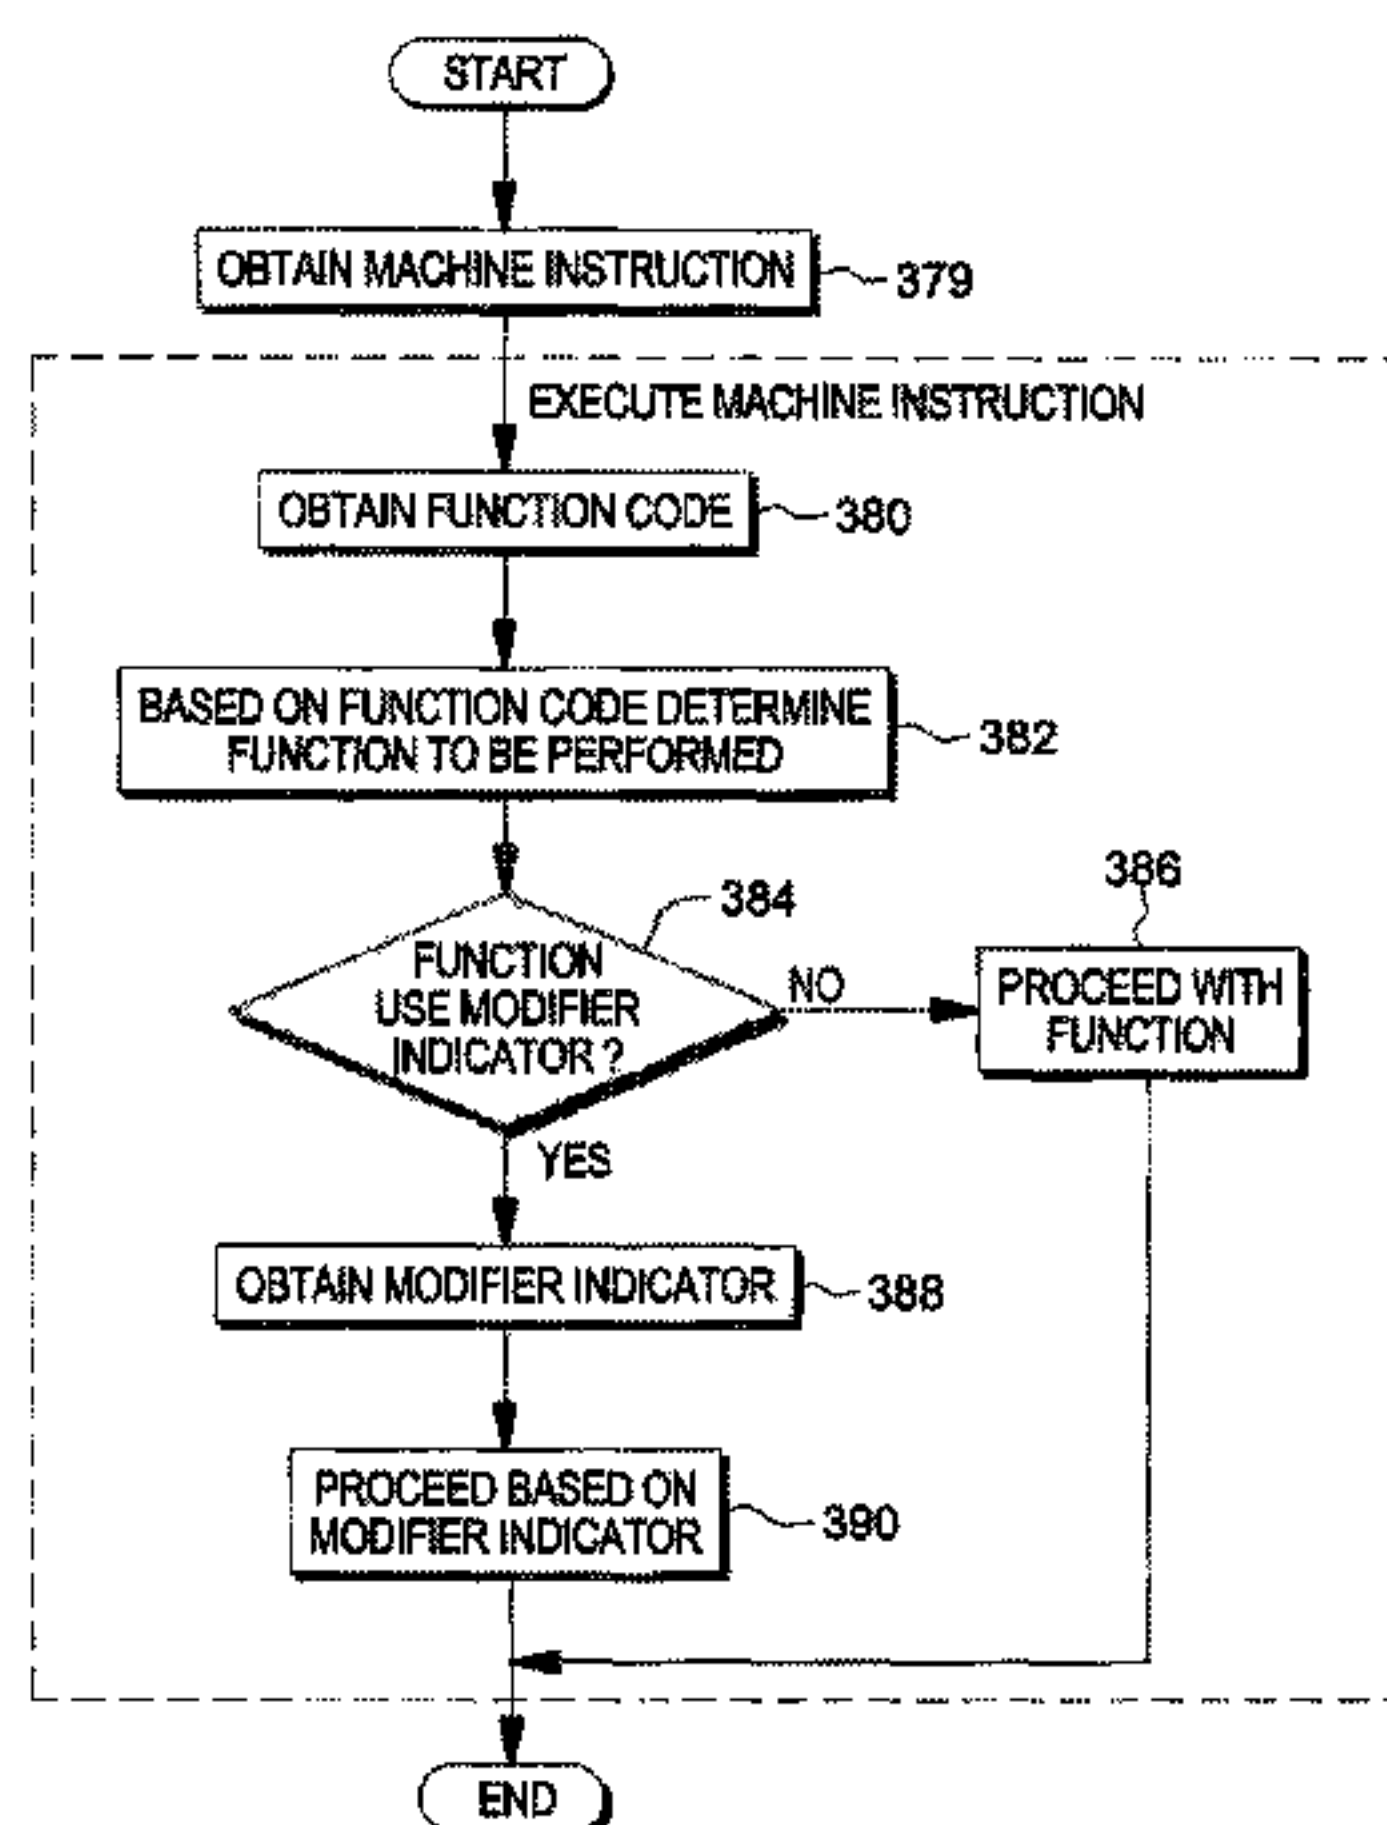 START
OBTAIN MACHINE INSTRUCTION
379
EXECUTE MACHINE INSTRUCTION
OBTAIN FUNCTION CODE
380
BASED ON FUNCTION CODE DETERMINE
FUNCTION TO BE PERFORMED
382
384
FUNCTION
USE MODIFIER
INDICATOR ?
NO
386
PROCEED WITH
FUNCTION
YES
OBTAIN MODIFIER INDICATOR
388
PROCEED BASED ON
MODIFIER INDICATOR
390
END